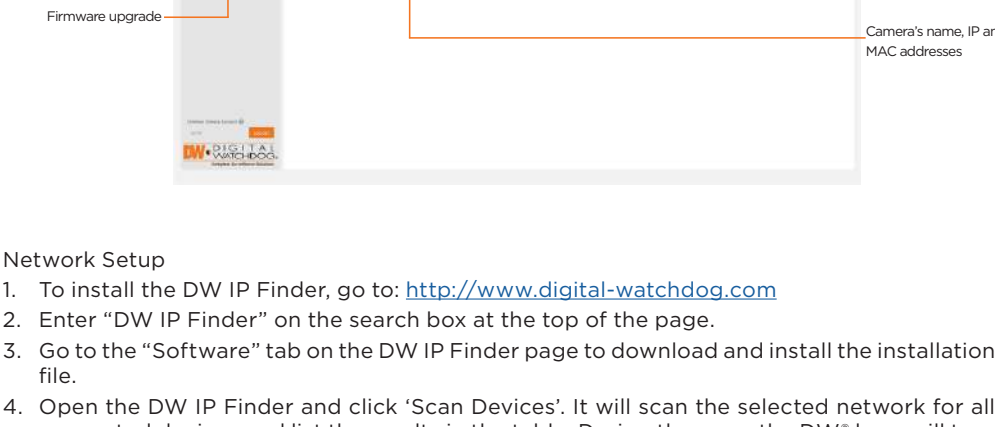 Firmware upgrade
Camera's name, IP
MAC addresses
DW DIGITAL
WATCHDOG
Network Setup
1. To install the DW IP Finder, go to: http://www.digital-watchdog.com
2. Enter “DW IP Finder” on the search box at the top of the page.
3. Go to the “Software” tab on the DW IP Finder page to download and install the installation
file.
4. Open the DW IP Finder and click ‘Scan Devices’. It will scan the selected network for all